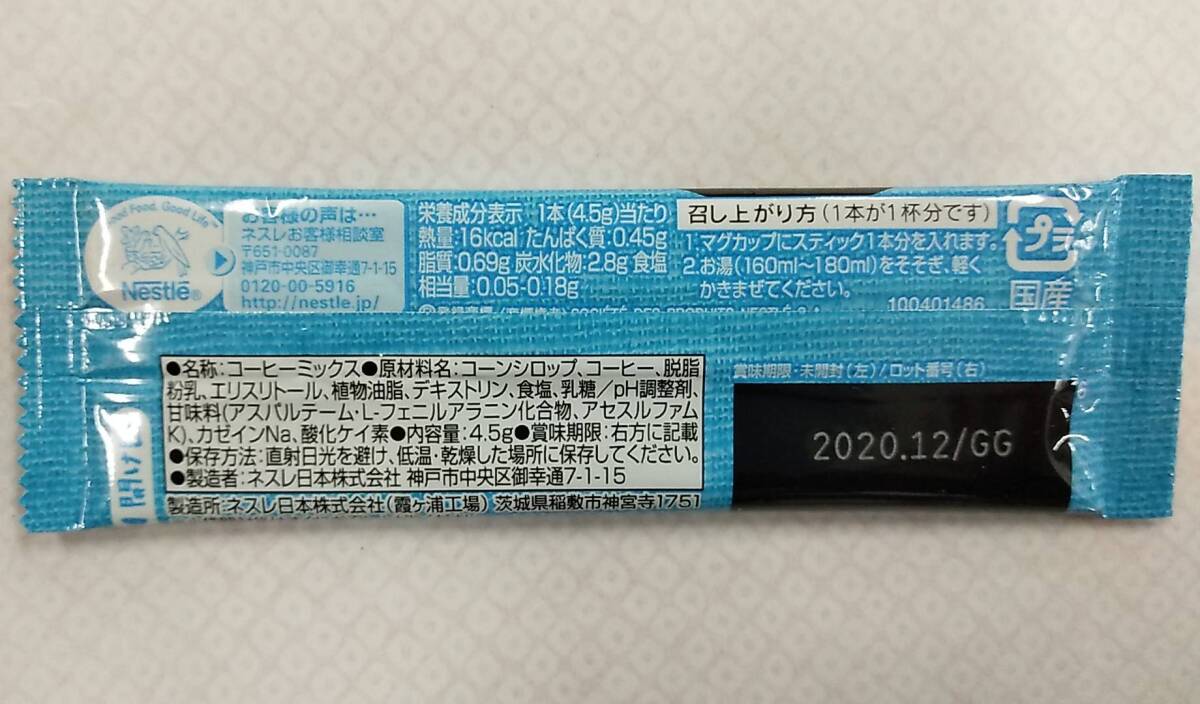 Good Food, Good Life™
Nestlé®
お客様の声は…
ネスレお客様相談室
〒651-0087
神戸市中央区御幸通7-1-15
0120-00-5916
http://nestle.jp/
栄養成分表示 1本(4.5g)当たり
熱量:16kcal たんぱく質:0.45g
脂質:0.69g 炭水化物:2.8g 食塩
相当量:0.05-0.18g
召し上がり方(1本が1杯分です)
1.マグカップにスティック1本分を入れます。
2.お湯(160ml~180ml)をそそぎ、軽く
かきまぜてください。
100401486
プラ
国産
●名称:コーヒーミックス●原材料名:コーンシロップ、コーヒー、脱脂
粉乳、エリスリトール、植物油脂、デキストリン、食塩、乳糖/pH調整剤、
甘味料(アスパルテーム・L-フェニルアラニン化合物、アセスルファム
K)、カゼインNa、酸化ケイ素●内容量:4.5g●賞味期限:右方に記載
●保存方法:直射日光を避け、低温・乾燥した場所に保存してください。
●製造者:ネスレ日本株式会社 神戸市中央区御幸通7-1-15
製造所:ネスレ日本株式会社(霞ヶ浦工場) 茨城県稲敷市神宮寺1751
賞味期限・未開封(左)/ロット番号(右)
2020.12/GG